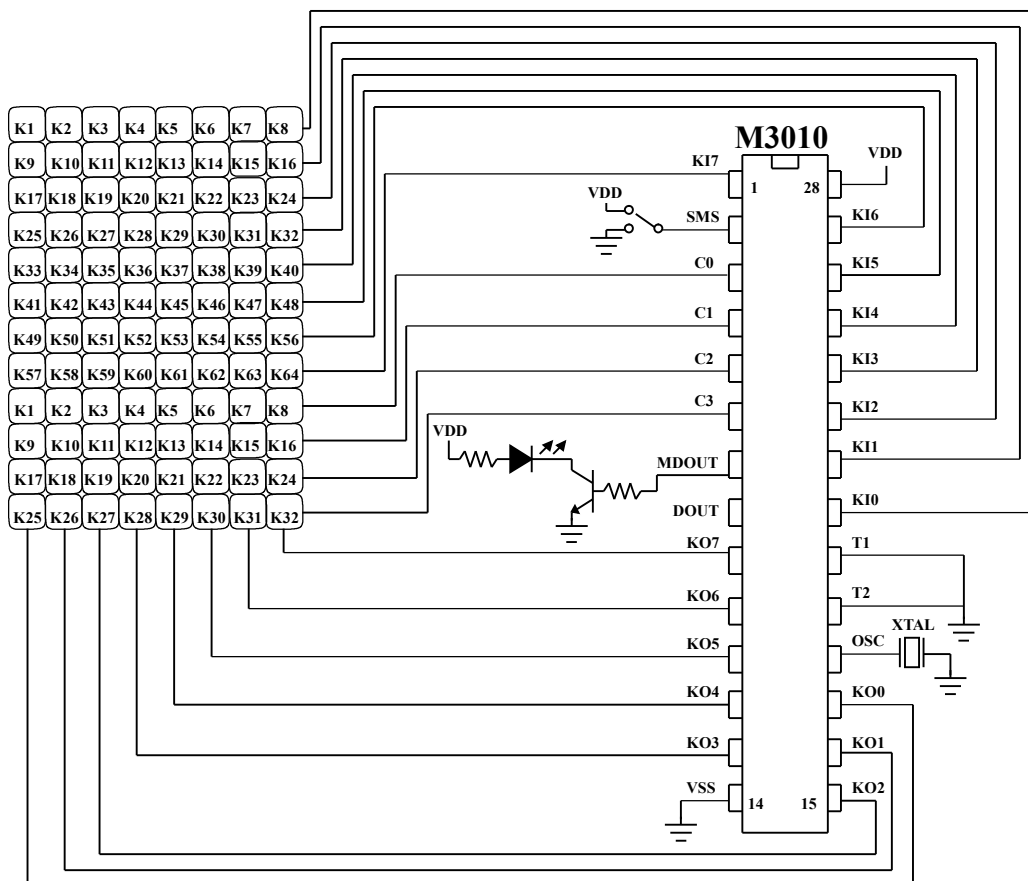 K1 K2 K3 K4 K5 K6 K7 K8
K9 K10 K11 K12 K13 K14 K15 K16
K17 K18 K19 K20 K21 K22 K23 K24
K25 K26 K27 K28 K29 K30 K31 K32
K33 K34 K35 K36 K37 K38 K39 K40
K41 K42 K43 K44 K45 K46 K47 K48
K49 K50 K51 K52 K53 K54 K55 K56
K57 K58 K59 K60 K61 K62 K63 K64
K1 K2 K3 K4 K5 K6 K7 K8
K9 K10 K11 K12 K13 K14 K15 K16
K17 K18 K19 K20 K21 K22 K23 K24
K25 K26 K27 K28 K29 K30 K31 K32
M3010
KI7
1
28
VDD
VDD
SMS
KI6
C0
KI5
C1
KI4
C2
KI3
C3
KI2
VDD
MDOUT
KI1
DOUT
KI0
KO7
T1
KO6
T2
KO5
OSC
XTAL
KO4
KO0
KO3
KO1
VSS
14
15
KO2